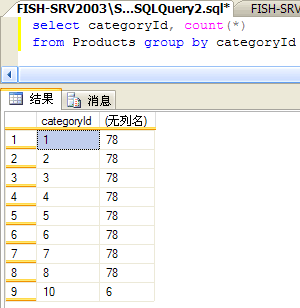 FISH-SRV2003\S...SQLQuery2.sql*
FISH-SRV
select categoryId, count(*)
from Products group by categoryId
结果
消息
categoryId (无列名)
1 1 78
2 2 78
3 3 78
4 4 78
5 5 78
6 6 78
7 7 78
8 8 78
9 10 6